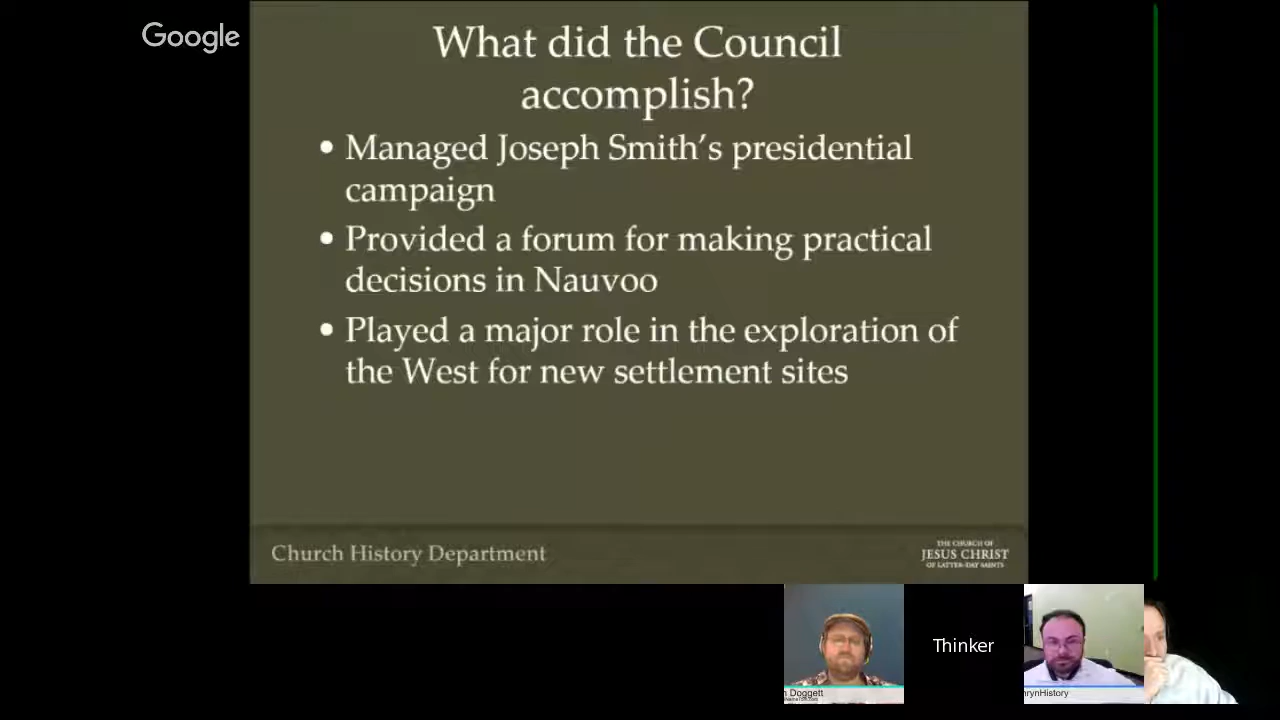 Google
What did the Council
accomplish?
• Managed Joseph Smith's presidential
campaign
• Provided a forum for making practical
decisions in Nauvoo
• Played a major role in the exploration of
the West for new settlement sites
Church History Department
THE CHURCH OF
JESUS CHRIST
OF LATTER-DAY SAINTS
Thinker
Doggett